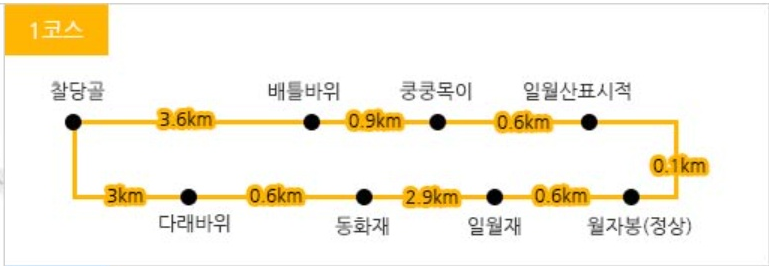 1코스
찰당골 배틀바위 쿵쿵목이 일월산표시적
3.6km 0.9km 0.6km
0.1km
3km 0.6km 2.9km 0.6km
다래바위 동화재 일월재 월자봉(정상)